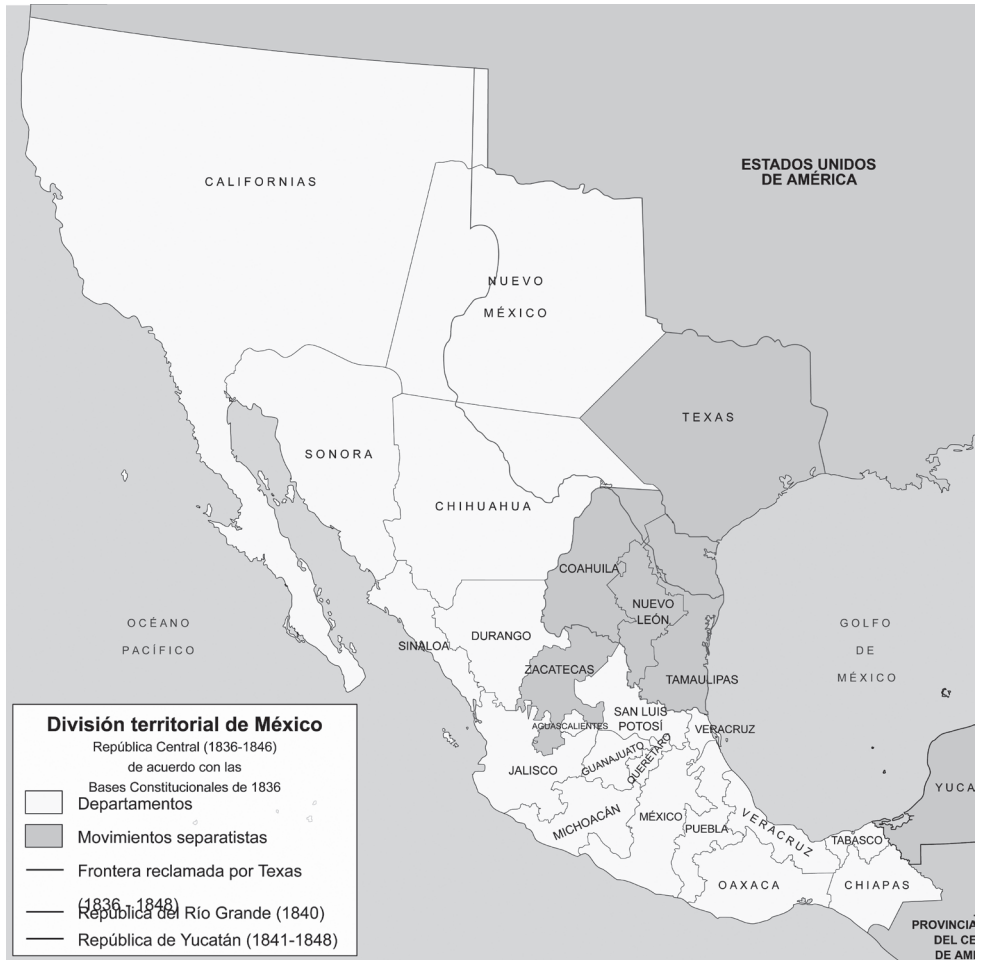 ESTADOS UNIDOS
DE AMÉRICA
CALIFORNIAS
NUEVO
MÉXICO
TEXAS
SONORA
CHIHUAHUA
COAHUILA
NUEVO
LEÓN
OCÉANO
PACÍFICO
GOLFO
DE
MÉXICO
SINALOA
DURANGO
ZACATECAS
TAMAULIPAS
SAN LUIS
POTOSÍ
AGUASCALIENTES
VERACRUZ
GUANAJUATO
QUERÉTARO
JALISCO
MICHOACÁN
MÉXICO
PUEBLA
VERACRUZ
TABASCO
YUCA
OAXACA
CHIAPAS
PROVINCIA
DEL CE
DE AMÉ
División territorial de México
República Central (1836-1846)
de acuerdo con las
Bases Constitucionales de 1836
Departamentos
Movimientos separatistas
Frontera reclamada por Texas
(1836 - 1848)
República del Río Grande (1840)
República de Yucatán (1841-1848)